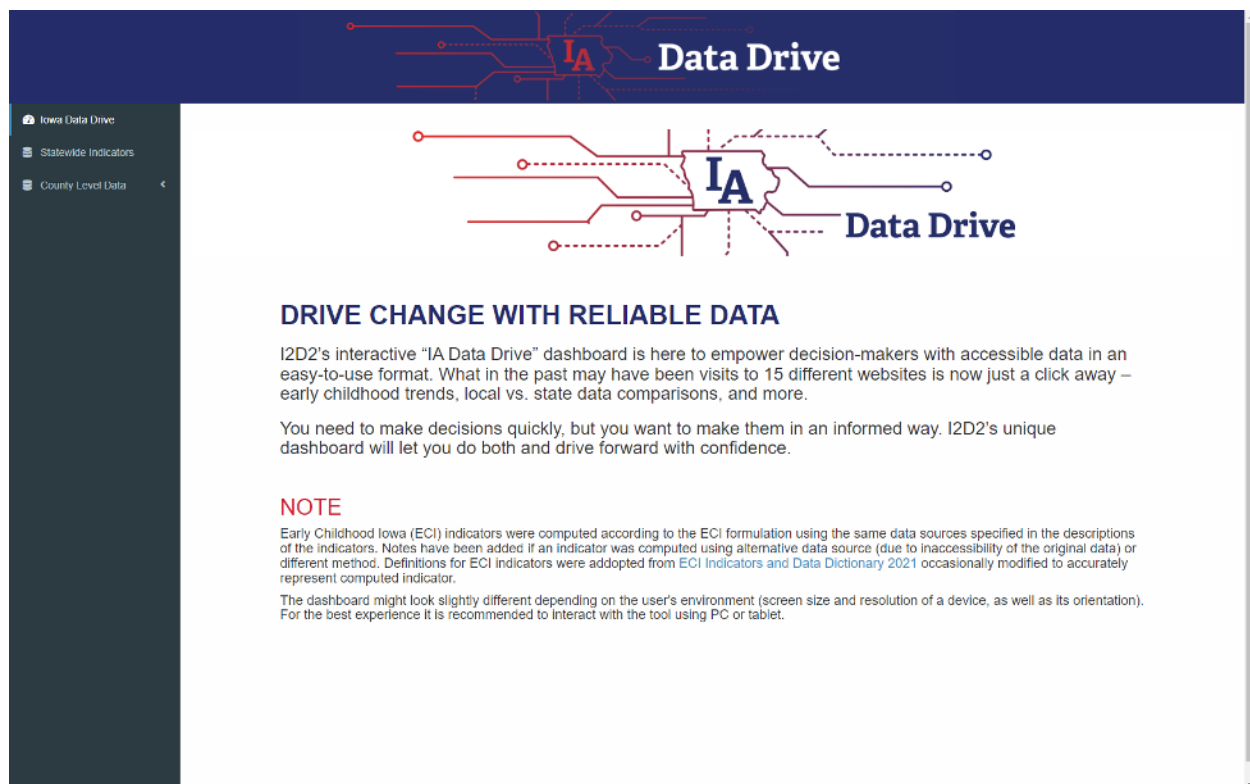 IA Data Drive
Iowa Data Drive
Statewide Indicators
County Level Data
IA
Data Drive
DRIVE CHANGE WITH RELIABLE DATA
I2D2's interactive “IA Data Drive” dashboard is here to empower decision-makers with accessible data in an
easy-to-use format. What in the past may have been visits to 15 different websites is now just a click away –
early childhood trends, local vs. state data comparisons, and more.
You need to make decisions quickly, but you want to make them in an informed way. I2D2's unique
dashboard will let you do both and drive forward with confidence.
NOTE
Early Childhood Iowa (ECI) indicators were computed according to the ECI formulation using the same data sources specified in the descriptions
of the indicators. Notes have been added if an indicator was computed using alternative data source (due to inaccessibility of the original data) or
different method. Definitions for ECI indicators were addopted from ECI Indicators and Data Dictionary 2021 occasionally modified to accurately
represent computed indicator.
The dashboard might look slightly different depending on the user's environment (screen size and resolution of a device, as well as its orientation).
For the best experience it is recommended to interact with the tool using PC or tablet.